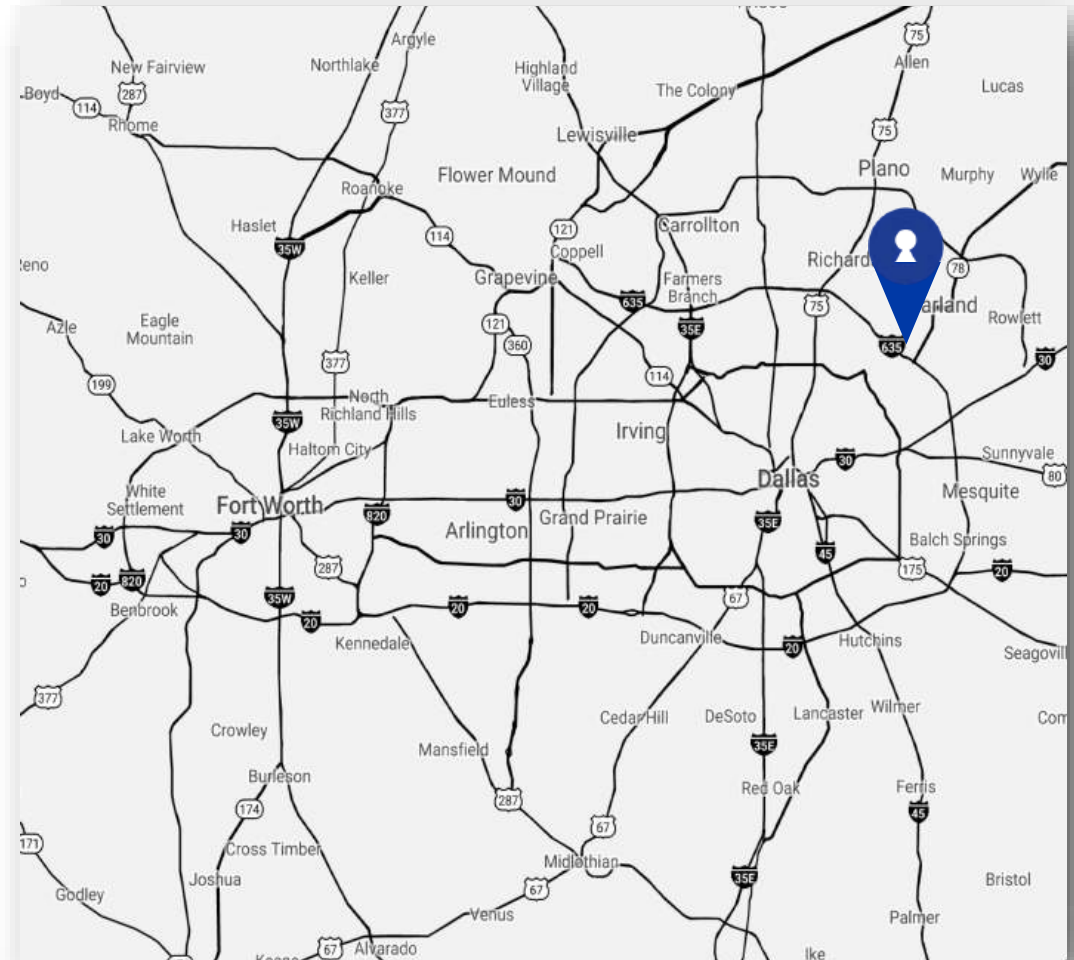 Argyle
75
New Fairview
Northlake
Highland
Village
Allen
Lucas
287
The Colony
Boyd
114
377
Rhome
Lewisville
75
Plano
Flower Mound
Murphy
Wylie
Roanoke
Haslet
121
Carrollton
114
35W
Coppell
Richard
78
Keller
Grapevine
Farmers
Branch
635
75
arland
Rowlett
Azle
Eagle
Mountain
121
35E
360
635
30
377
114
199
North
Richland Hills
Euless
35W
Lake Worth
Irving
Haltom City
30
Sunnyvale
80
Dallas
White
Settlement
Fort Worth
30
820
Mesquite
Arlington
Grand Prairie
35E
30
30
45
Balch Springs
287
175
20
20
820
35W
67
Benbrook
20
20
20
Kennedale
Duncanville
20
Hutchins
Seagovill
377
Crowley
Cedar Hill
DeSoto
Lancaster
Wilmer
Com
Mansfield
35E
Burleson
Red Oak
Ferris
174
287
45
67
171
Cross Timber
Midlothian
Joshua
35E
Godley
67
Bristol
Venus
Palmer
67
Alvarado
Ike